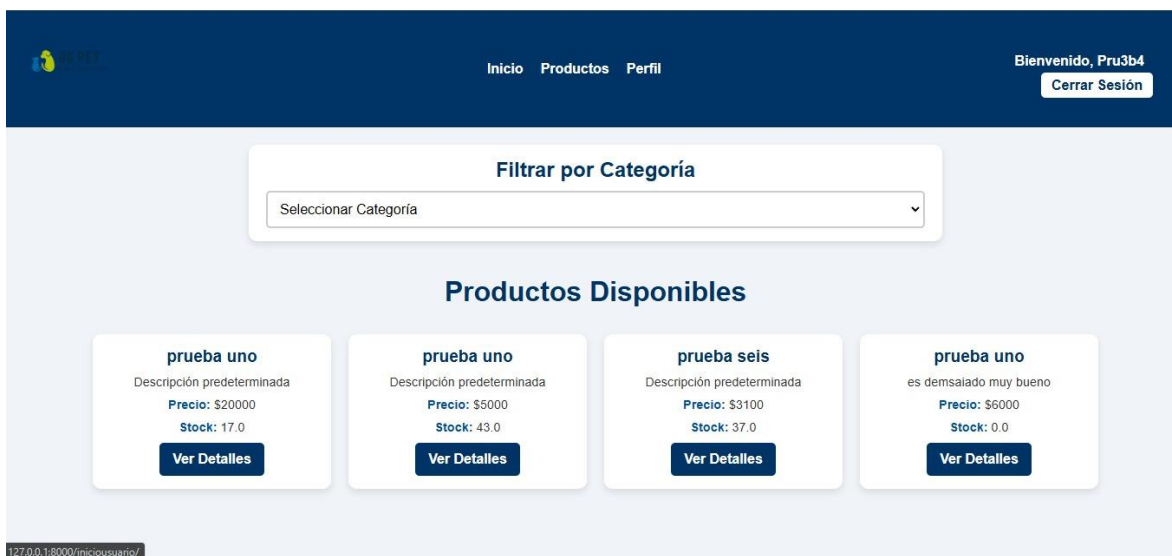 Inicio Productos Perfil
Bienvenido, Pru3b4
Cerrar Sesión
Filtrar por Categoría
Seleccionar Categoría
Productos Disponibles
prueba uno
Descripción predeterminada
Precio: $20000
Stock: 17.0
Ver Detalles
prueba uno
Descripción predeterminada
Precio: $5000
Stock: 43.0
Ver Detalles
prueba seis
Descripción predeterminada
Precio: $3100
Stock: 37.0
Ver Detalles
prueba uno
es demsaiado muy bueno
Precio: $6000
Stock: 0.0
Ver Detalles
127.0.0.1:8000/iniciousuario/